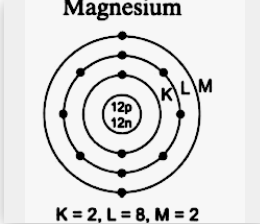 Magnesium
K L M
12p
12n
K = 2, L = 8, M = 2